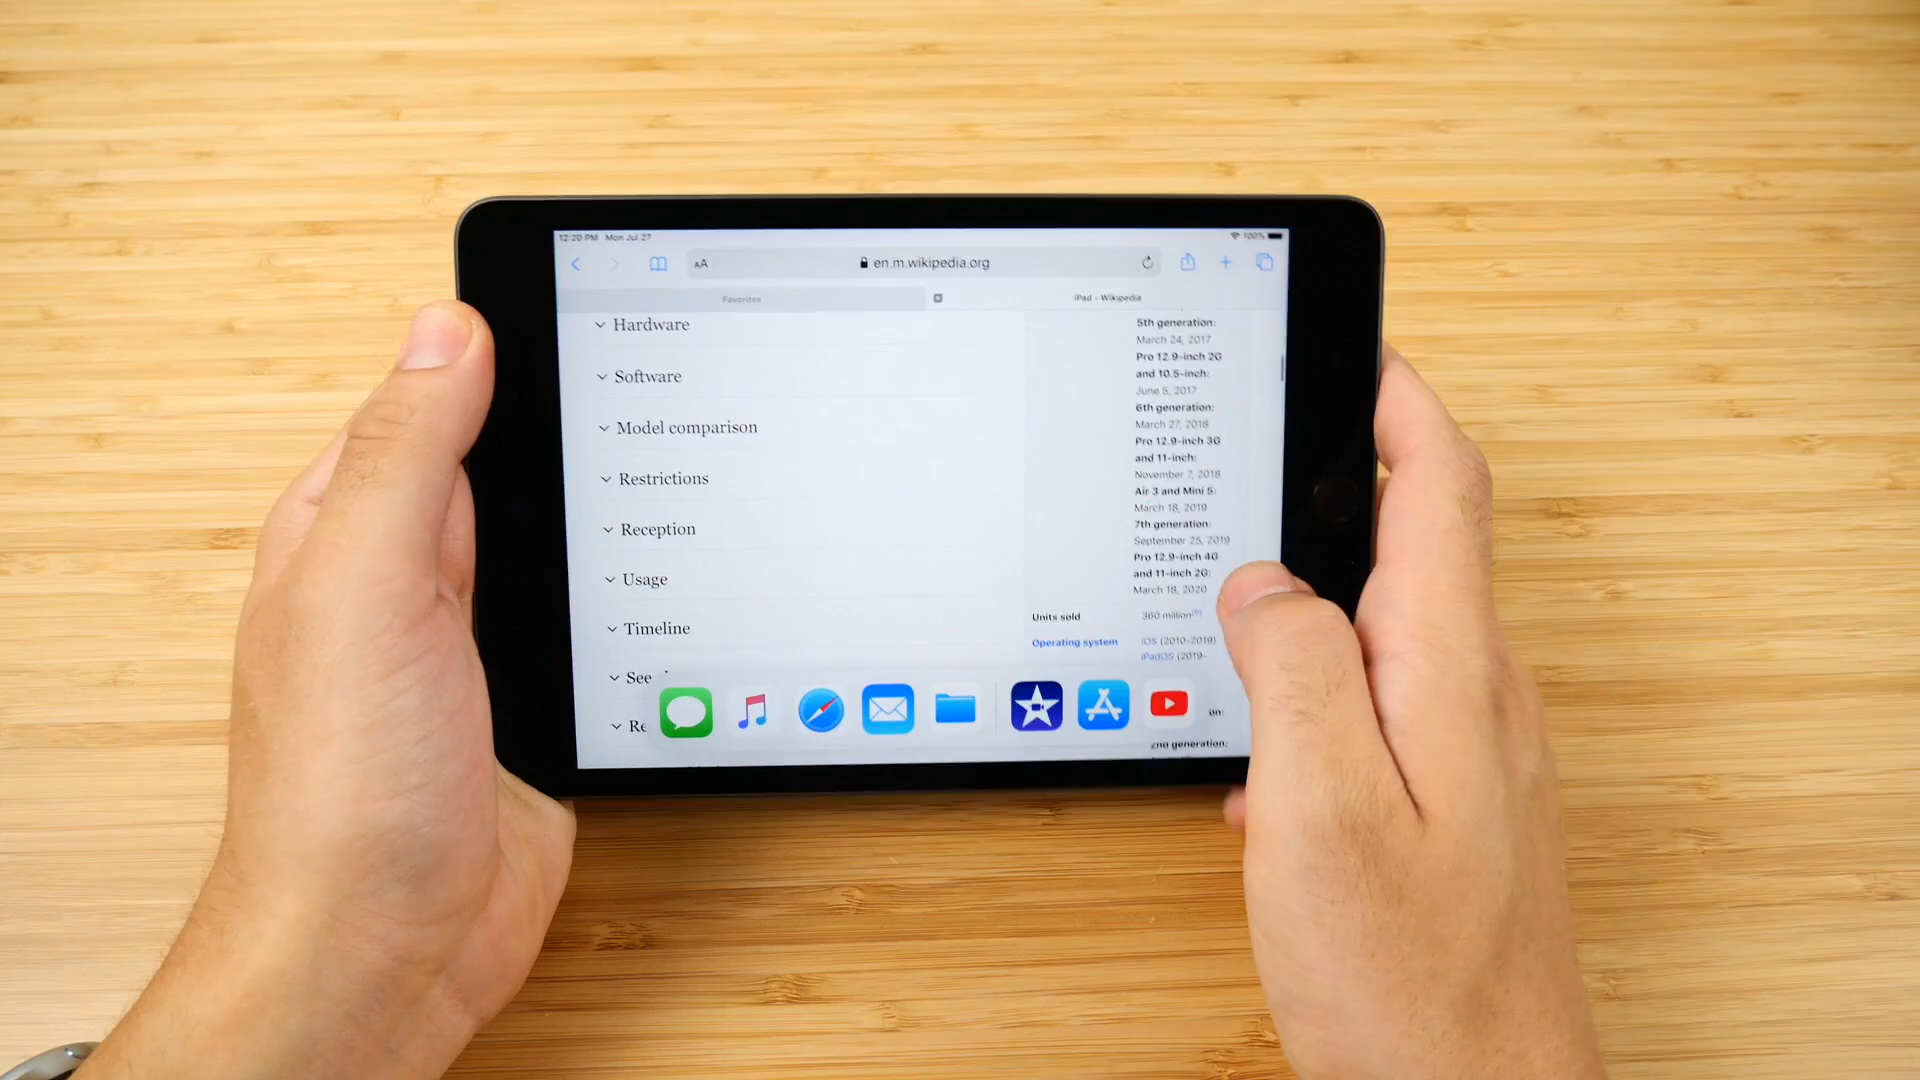 12:20 PM Mon Jul 27
100%
AA
en.m.wikipedia.org
Favorites
iPad - Wikipedia
Hardware
Software
Model comparison
Restrictions
Reception
Usage
Timeline
See
Re
5th generation:
March 24, 2017
Pro 12.9-inch 2G
and 10.5-inch:
June 5, 2017
6th generation:
March 27, 2018
Pro 12.9-inch 3G
and 11-inch:
November 7, 2018
Air 3 and Mini 5:
March 18, 2019
7th generation:
September 25, 2019
Pro 12.9-inch 4G
and 11-inch 2G:
March 18, 2020
Units sold 360 million
Operating system iOS (2010–2019)
iPadOS (2019–
on:
2nd generation: